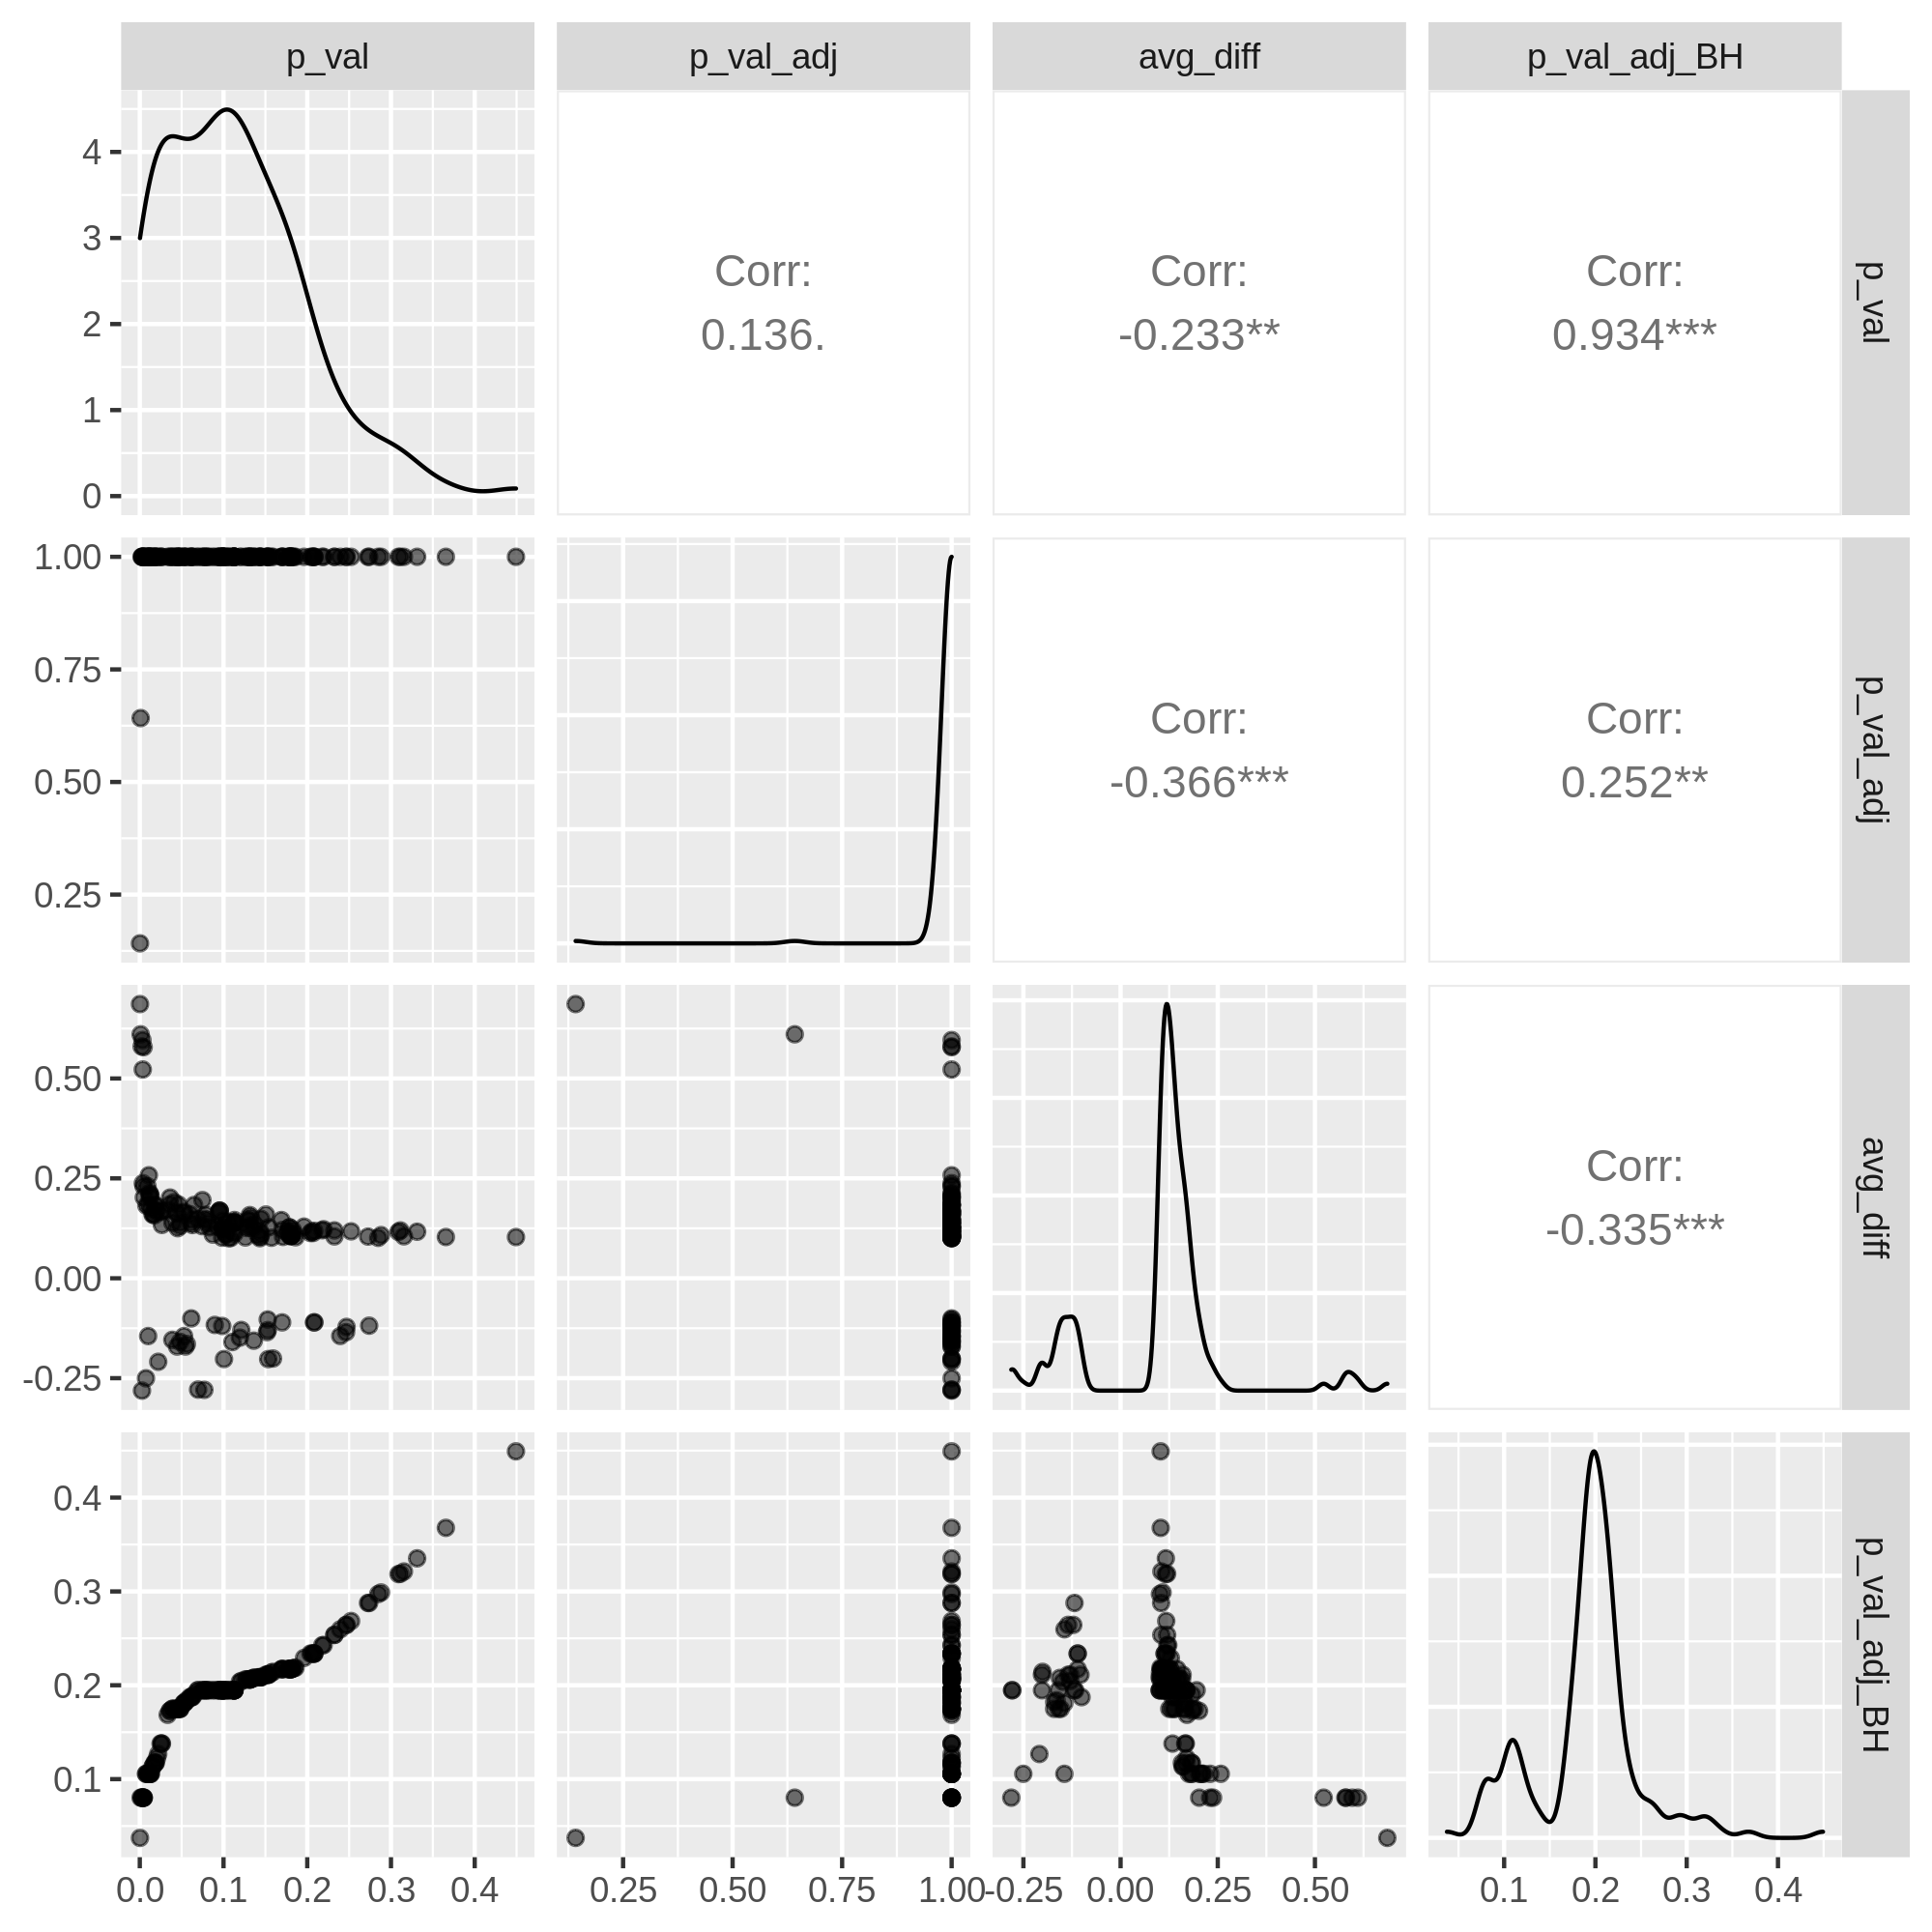 p_val p_val_adj avg_diff p_val_adj_BH
4
3
2
1
0
Corr:
0.136.
Corr:
-0.233**
Corr:
0.934***
p_val
1.00
0.75
0.50
0.25
Corr:
-0.366***
Corr:
0.252**
p_val_adj
0.50
0.25
0.00
-0.25
Corr:
-0.335***
avg_diff
0.4
0.3
0.2
0.1
p_val_adj_BH
0.0 0.1 0.2 0.3 0.4 0.25 0.50 0.75 1.00 -0.25 0.00 0.25 0.50 0.1 0.2 0.3 0.4